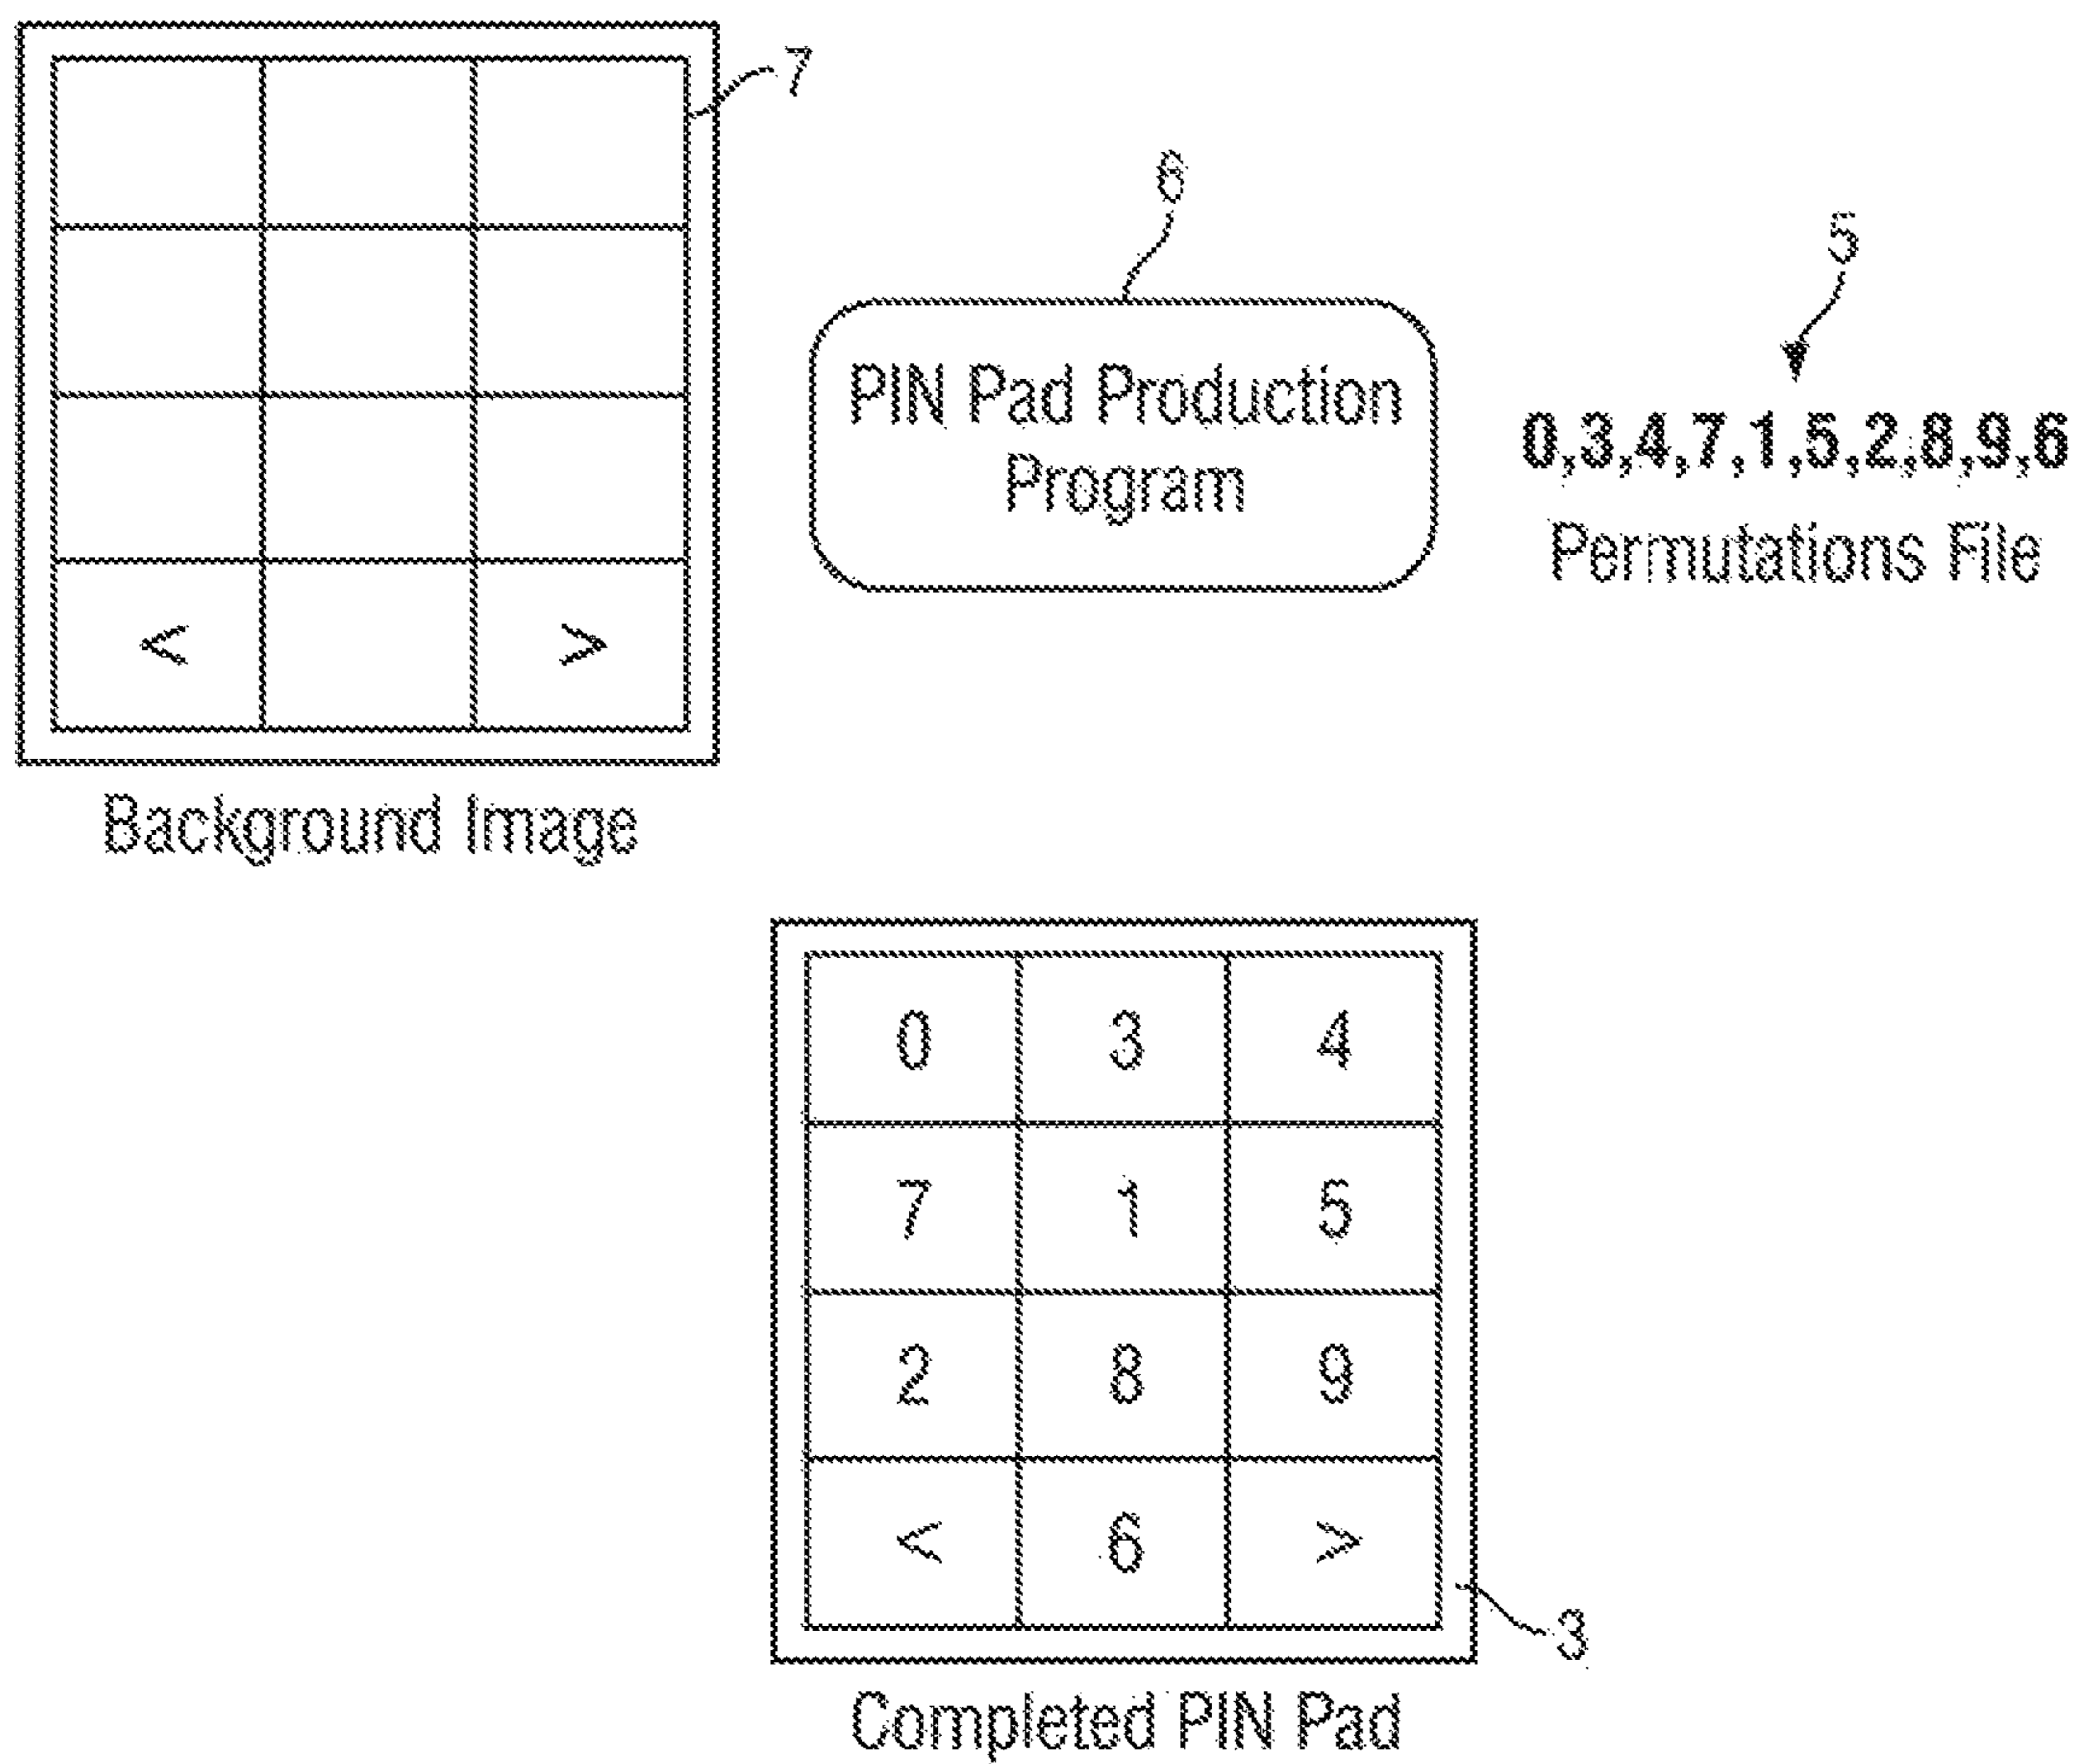 7
6
5
PIN Pad Production
Program
0,3,4,7,1,5,2,8,9,6
Permutations File
< >
Background Image
0 3 4
7 1 5
2 8 9
< 6 >
3
Completed PIN Pad